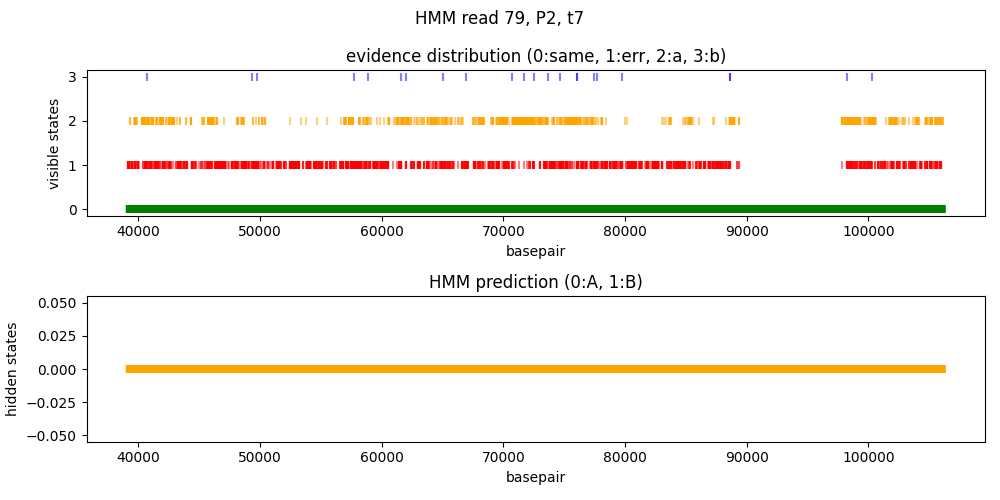 HMM read 79, P2, t7
evidence distribution (0:same, 1:err, 2:a, 3:b)
visible states
3
2
1
0
40000 50000 60000 70000 80000 90000 100000
basepair
HMM prediction (0:A, 1:B)
hidden states
0.050
0.025
0.000
−0.025
−0.050
40000 50000 60000 70000 80000 90000 100000
basepair